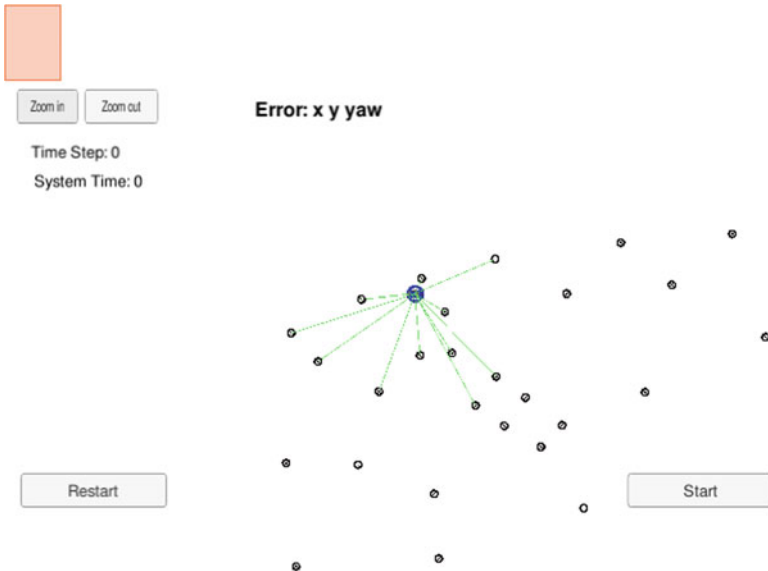 Zoom in Zoom out
Error: x y yaw
Time Step: 0
System Time: 0
Restart Start